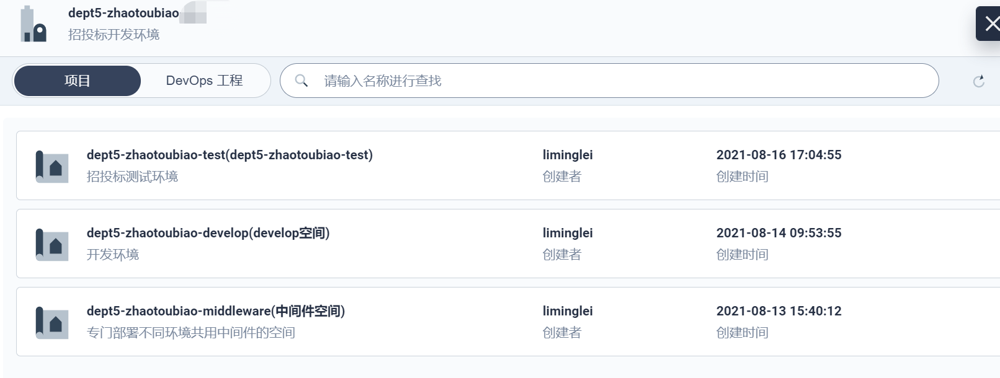 dept5-zhaotoubiao
招投标开发环境
项目
DevOps 工程
请输入名称进行查找
dept5-zhaotoubiao-test(dept5-zhaotoubiao-test)
liminglei
2021-08-16 17:04:55
招投标测试环境
创建者
创建时间
dept5-zhaotoubiao-develop(develop空间)
liminglei
2021-08-14 09:53:55
开发环境
创建者
创建时间
dept5-zhaotoubiao-middleware(中间件空间)
liminglei
2021-08-13 15:40:12
专门部署不同环境共用中间件的空间
创建者
创建时间